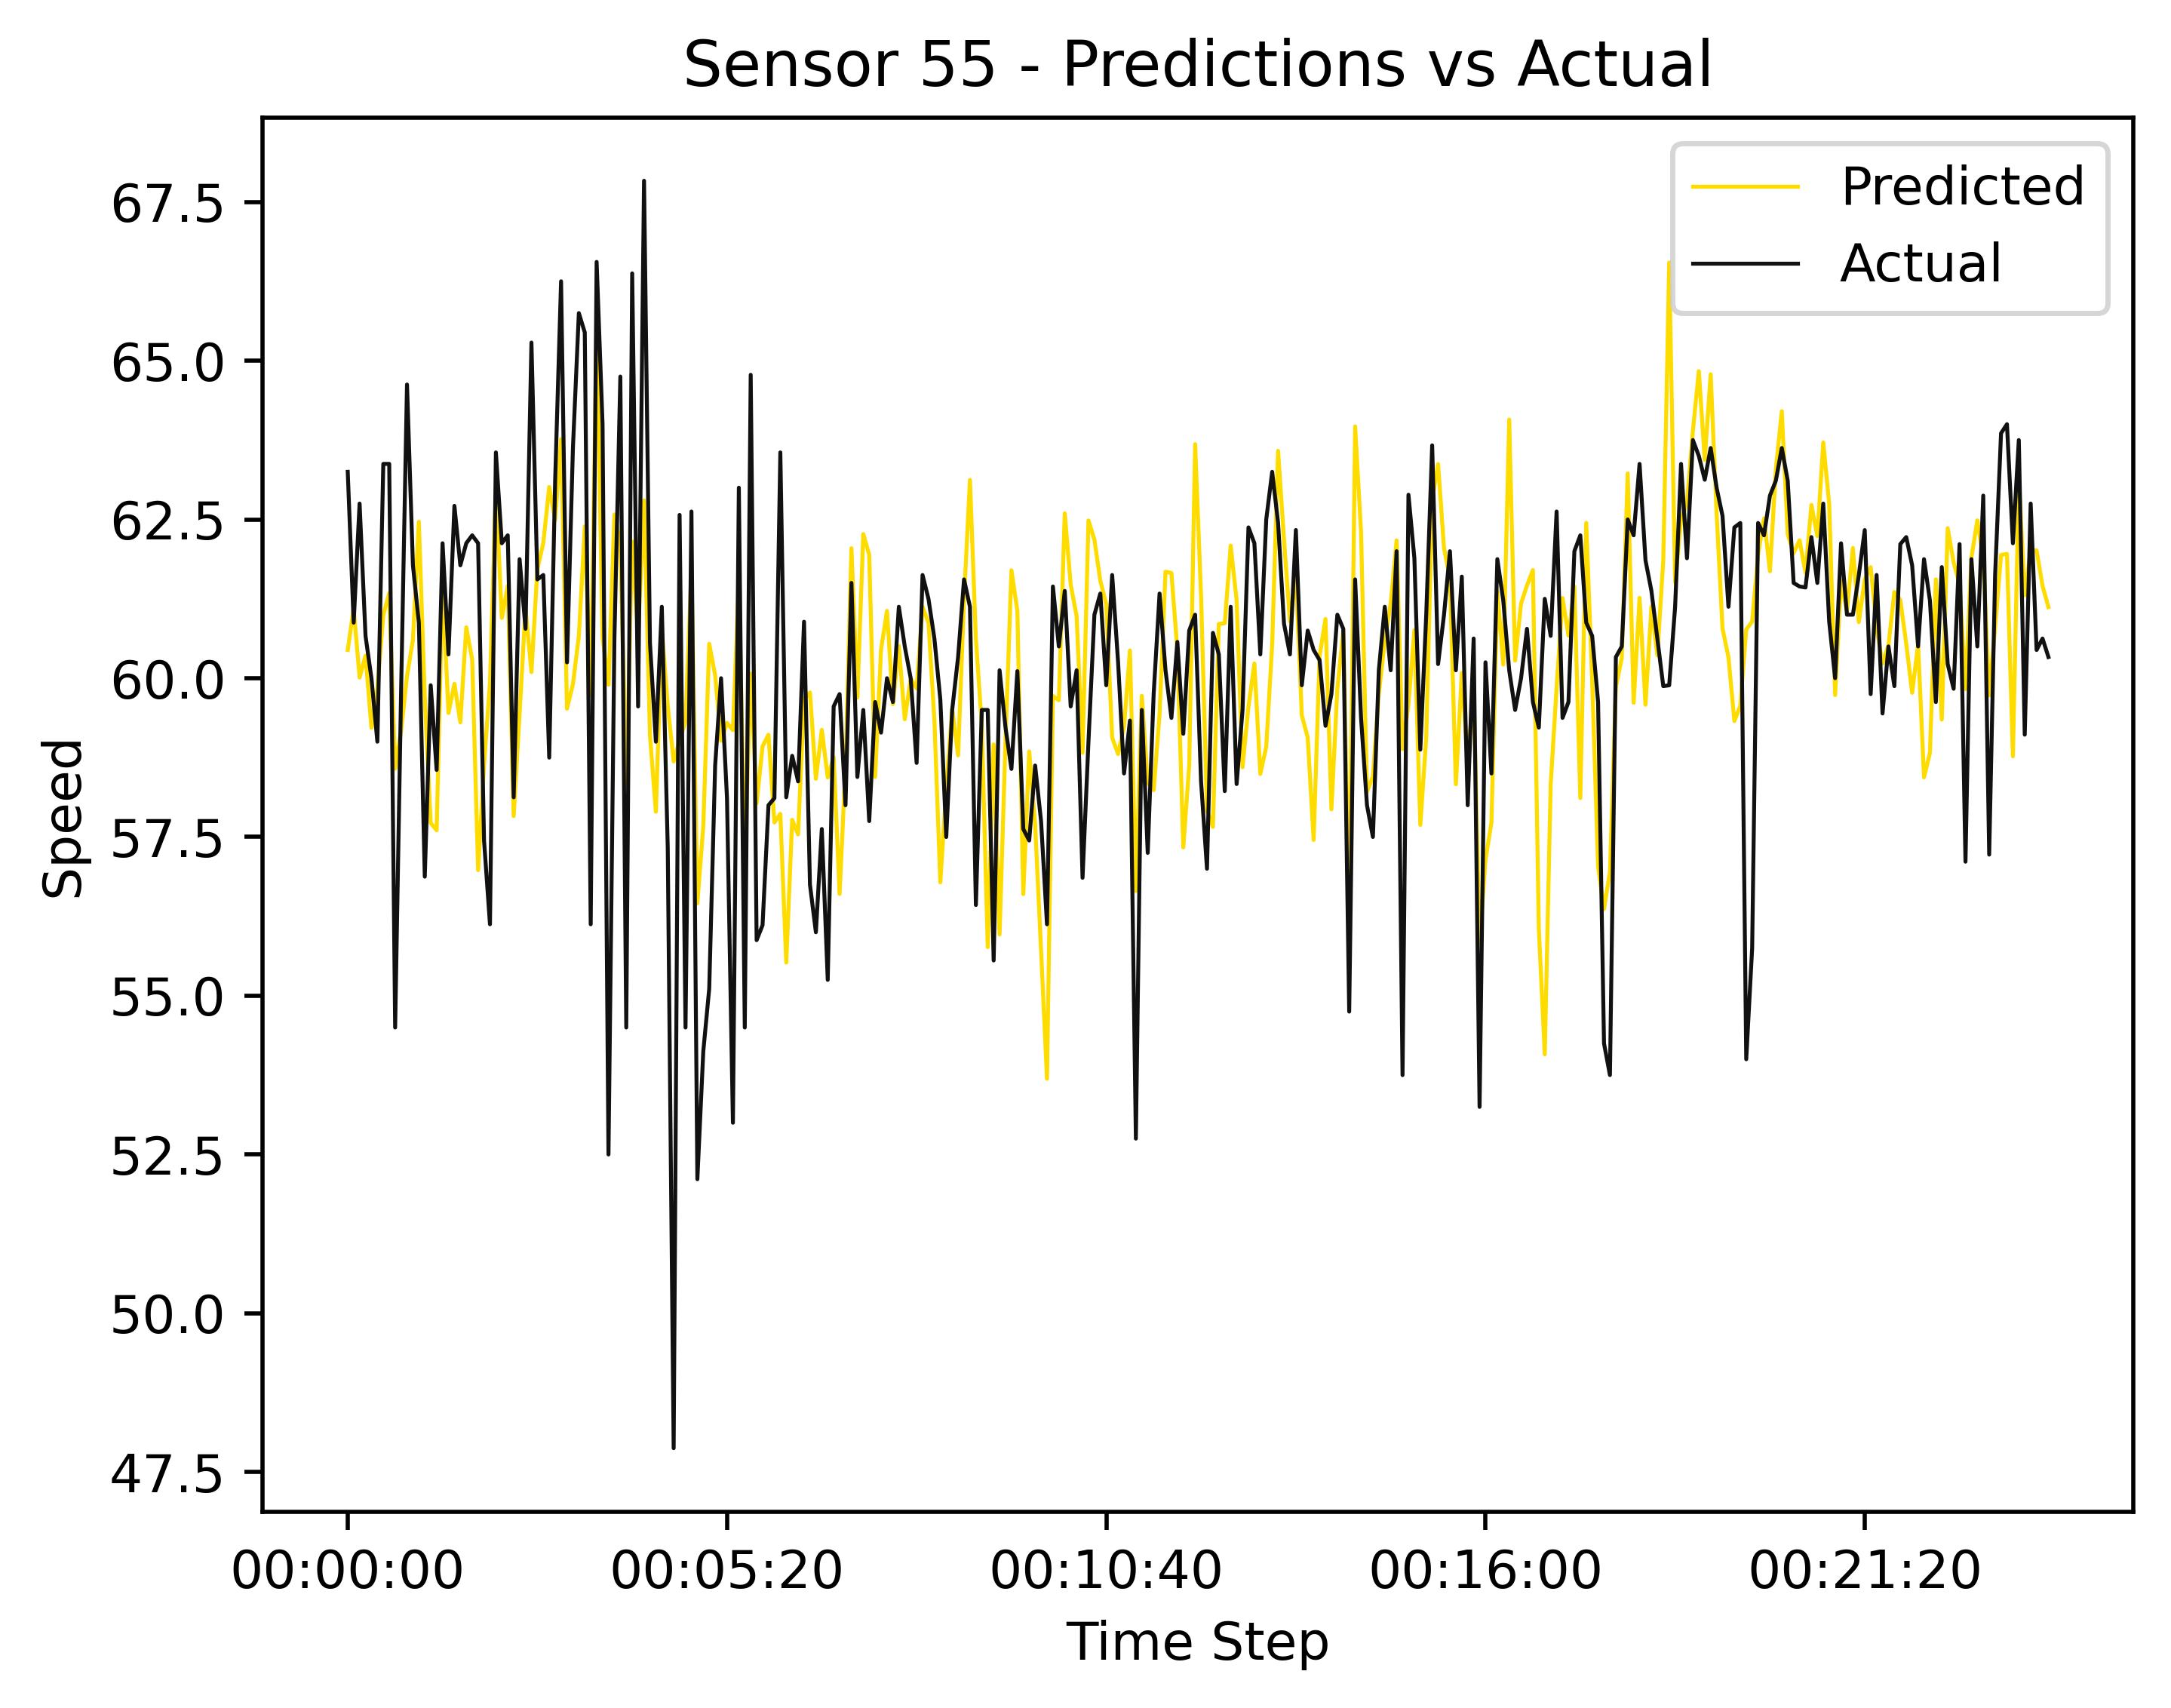 Sensor 55 - Predictions vs Actual
Predicted
Actual
67.5
65.0
62.5
60.0
57.5
55.0
52.5
50.0
47.5
Speed
00:00:00 00:05:20 00:10:40 00:16:00 00:21:20
Time Step